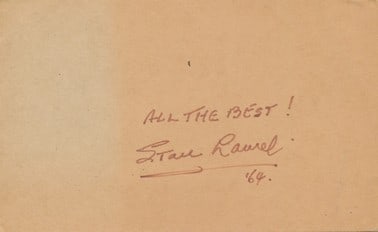 ALL THE BEST!
Stan Laurel
'64.